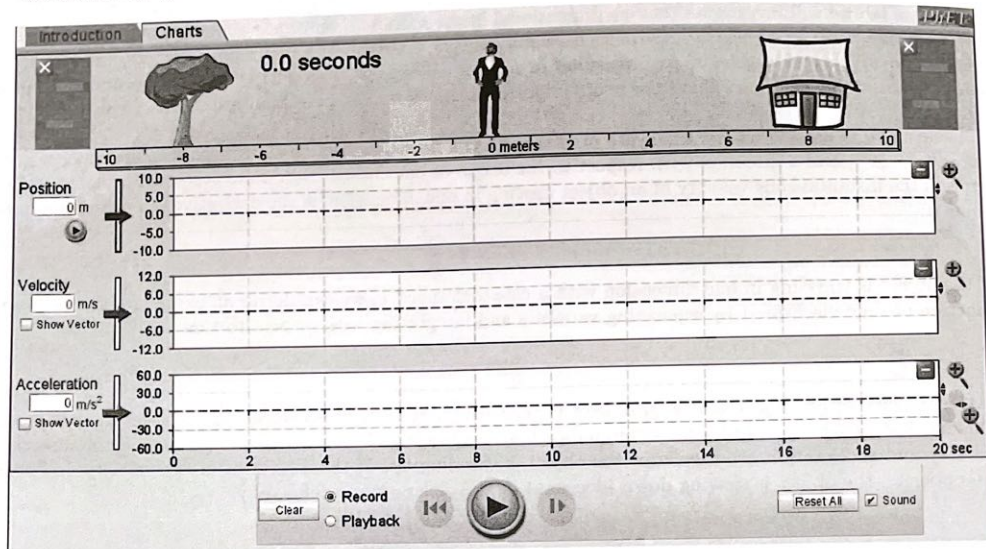 PhET
Introduction Charts
0.0 seconds
-10 -8 -6 -4 -2 0 meters 2 4 6 8 10
Position
0 m
10.0
5.0
0.0
-5.0
-10.0
Velocity
0 m/s
Show Vector
12.0
6.0
0.0
-6.0
-12.0
Acceleration
0 m/s²
Show Vector
60.0
30.0
0.0
-30.0
-60.0
0 2 4 6 8 10 12 14 16 18 20 sec
Clear
Record
Playback
Reset All
Sound